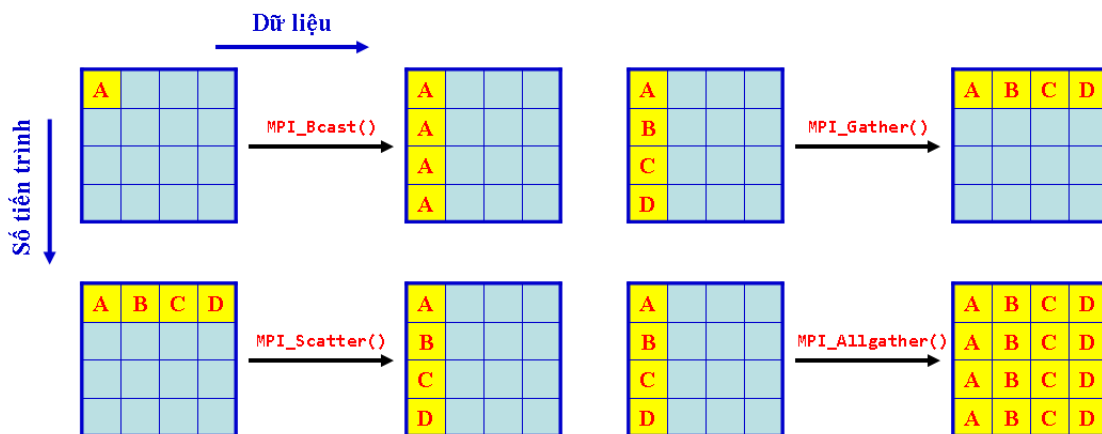 Dữ liệu
Số tiến trình
A
MPI_Bcast()
A
A
A
A
A
B
C
D
MPI_Gather()
A B C D
A B C D
MPI_Scatter()
A
B
C
D
A
B
C
D
MPI_Allgather()
A B C D
A B C D
A B C D
A B C D